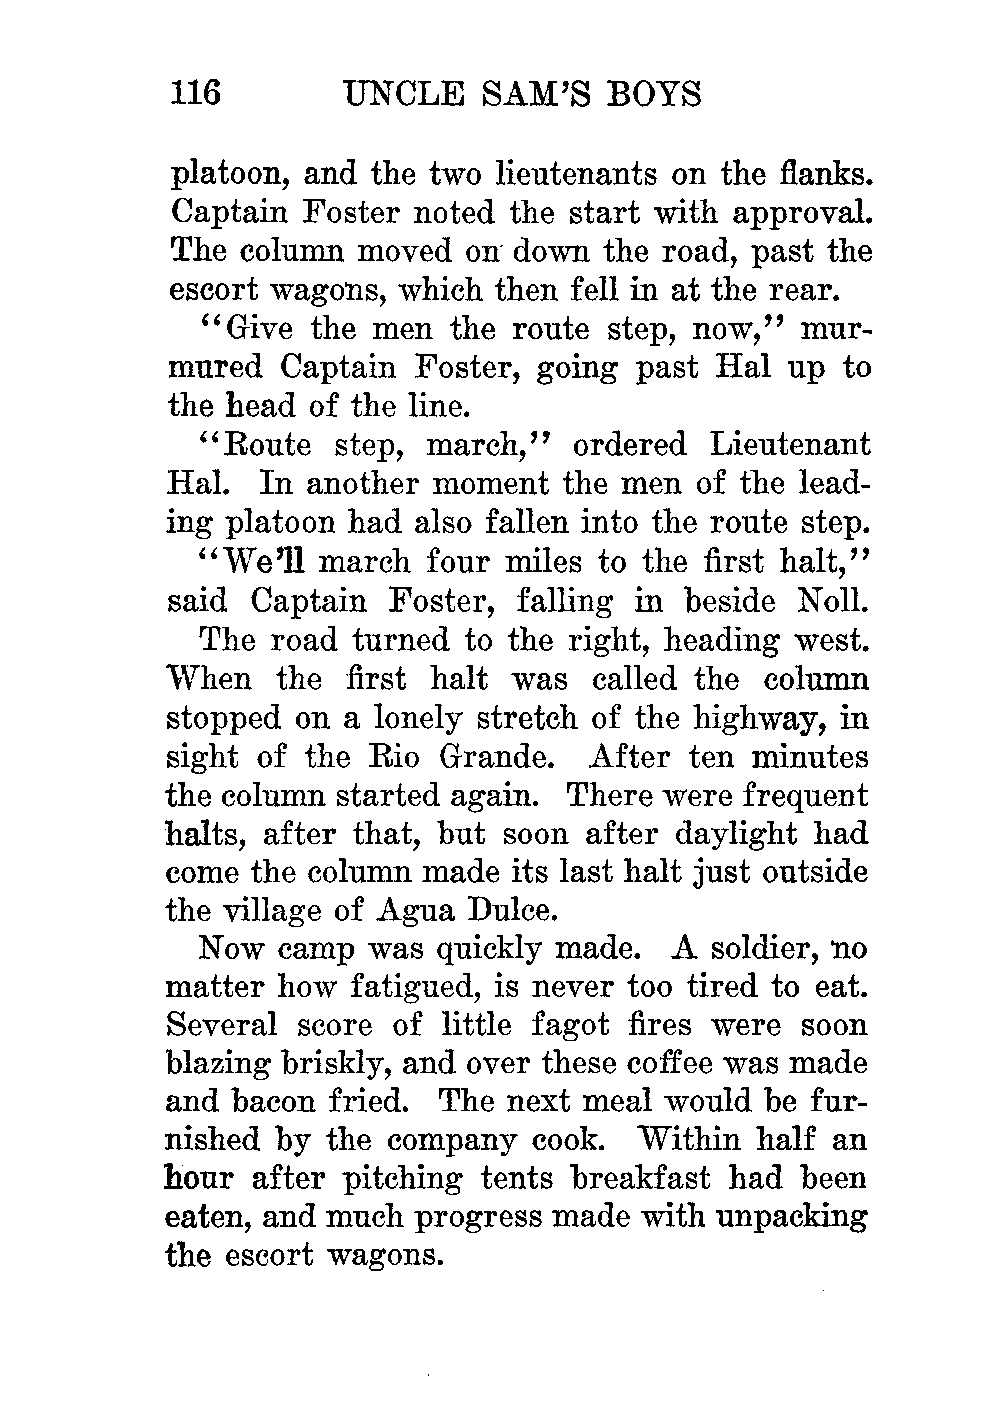 116 UNCLE SAM'S BOYS
platoon, and the two lieutenants on the flanks.
Captain Foster noted the start with approval.
The column moved on down the road, past the
escort wagons, which then fell in at the rear.
"Give the men the route step, now," mur-
mured Captain Foster, going past Hal up to
the head of the line.
"Route step, march," ordered Lieutenant
Hal. In another moment the men of the lead-
ing platoon had also fallen into the route step.
"We'll march four miles to the first halt,"
said Captain Foster, falling in beside Noll.
The road turned to the right, heading west.
When the first halt was called the column
stopped on a lonely stretch of the highway, in
sight of the Rio Grande. After ten minutes
the column started again. There were frequent
halts, after that, but soon after daylight had
come the column made its last halt just outside
the village of Agua Dulce.
Now camp was quickly made. A soldier, no
matter how fatigued, is never too tired to eat.
Several score of little fagot fires were soon
blazing briskly, and over these coffee was made
and bacon fried. The next meal would be fur-
nished by the company cook. Within half an
hour after pitching tents breakfast had been
eaten, and much progress made with unpacking
the escort wagons.